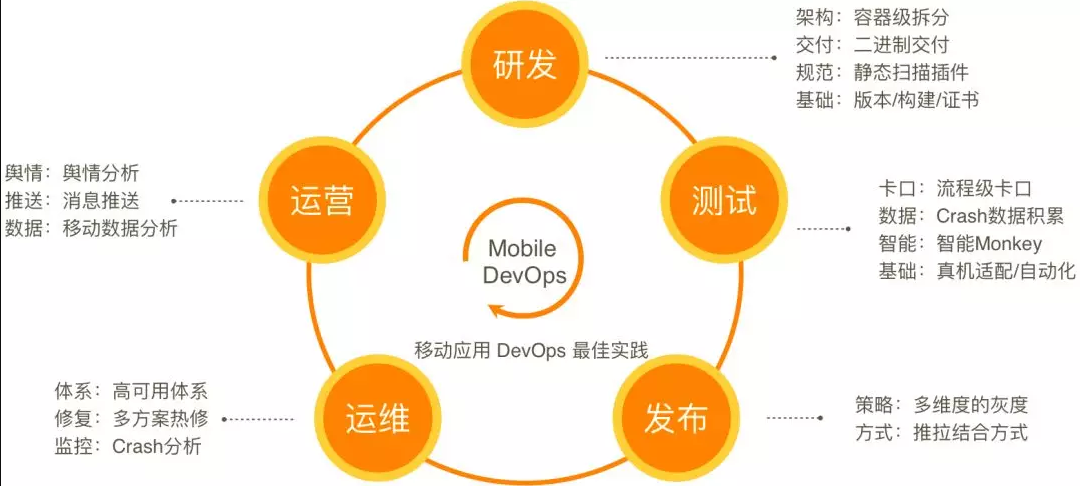 研发
架构：容器级拆分
交付：二进制交付
规范：静态扫描插件
基础：版本/构建/证书
测试
卡口：流程级卡口
数据：Crash数据积累
智能：智能Monkey
基础：真机适配/自动化
发布
策略：多维度的灰度
方式：推拉结合方式
运维
体系：高可用体系
修复：多方案热修
监控：Crash分析
运营
舆情：舆情分析
推送：消息推送
数据：移动数据分析
Mobile
DevOps
移动应用 DevOps 最佳实践